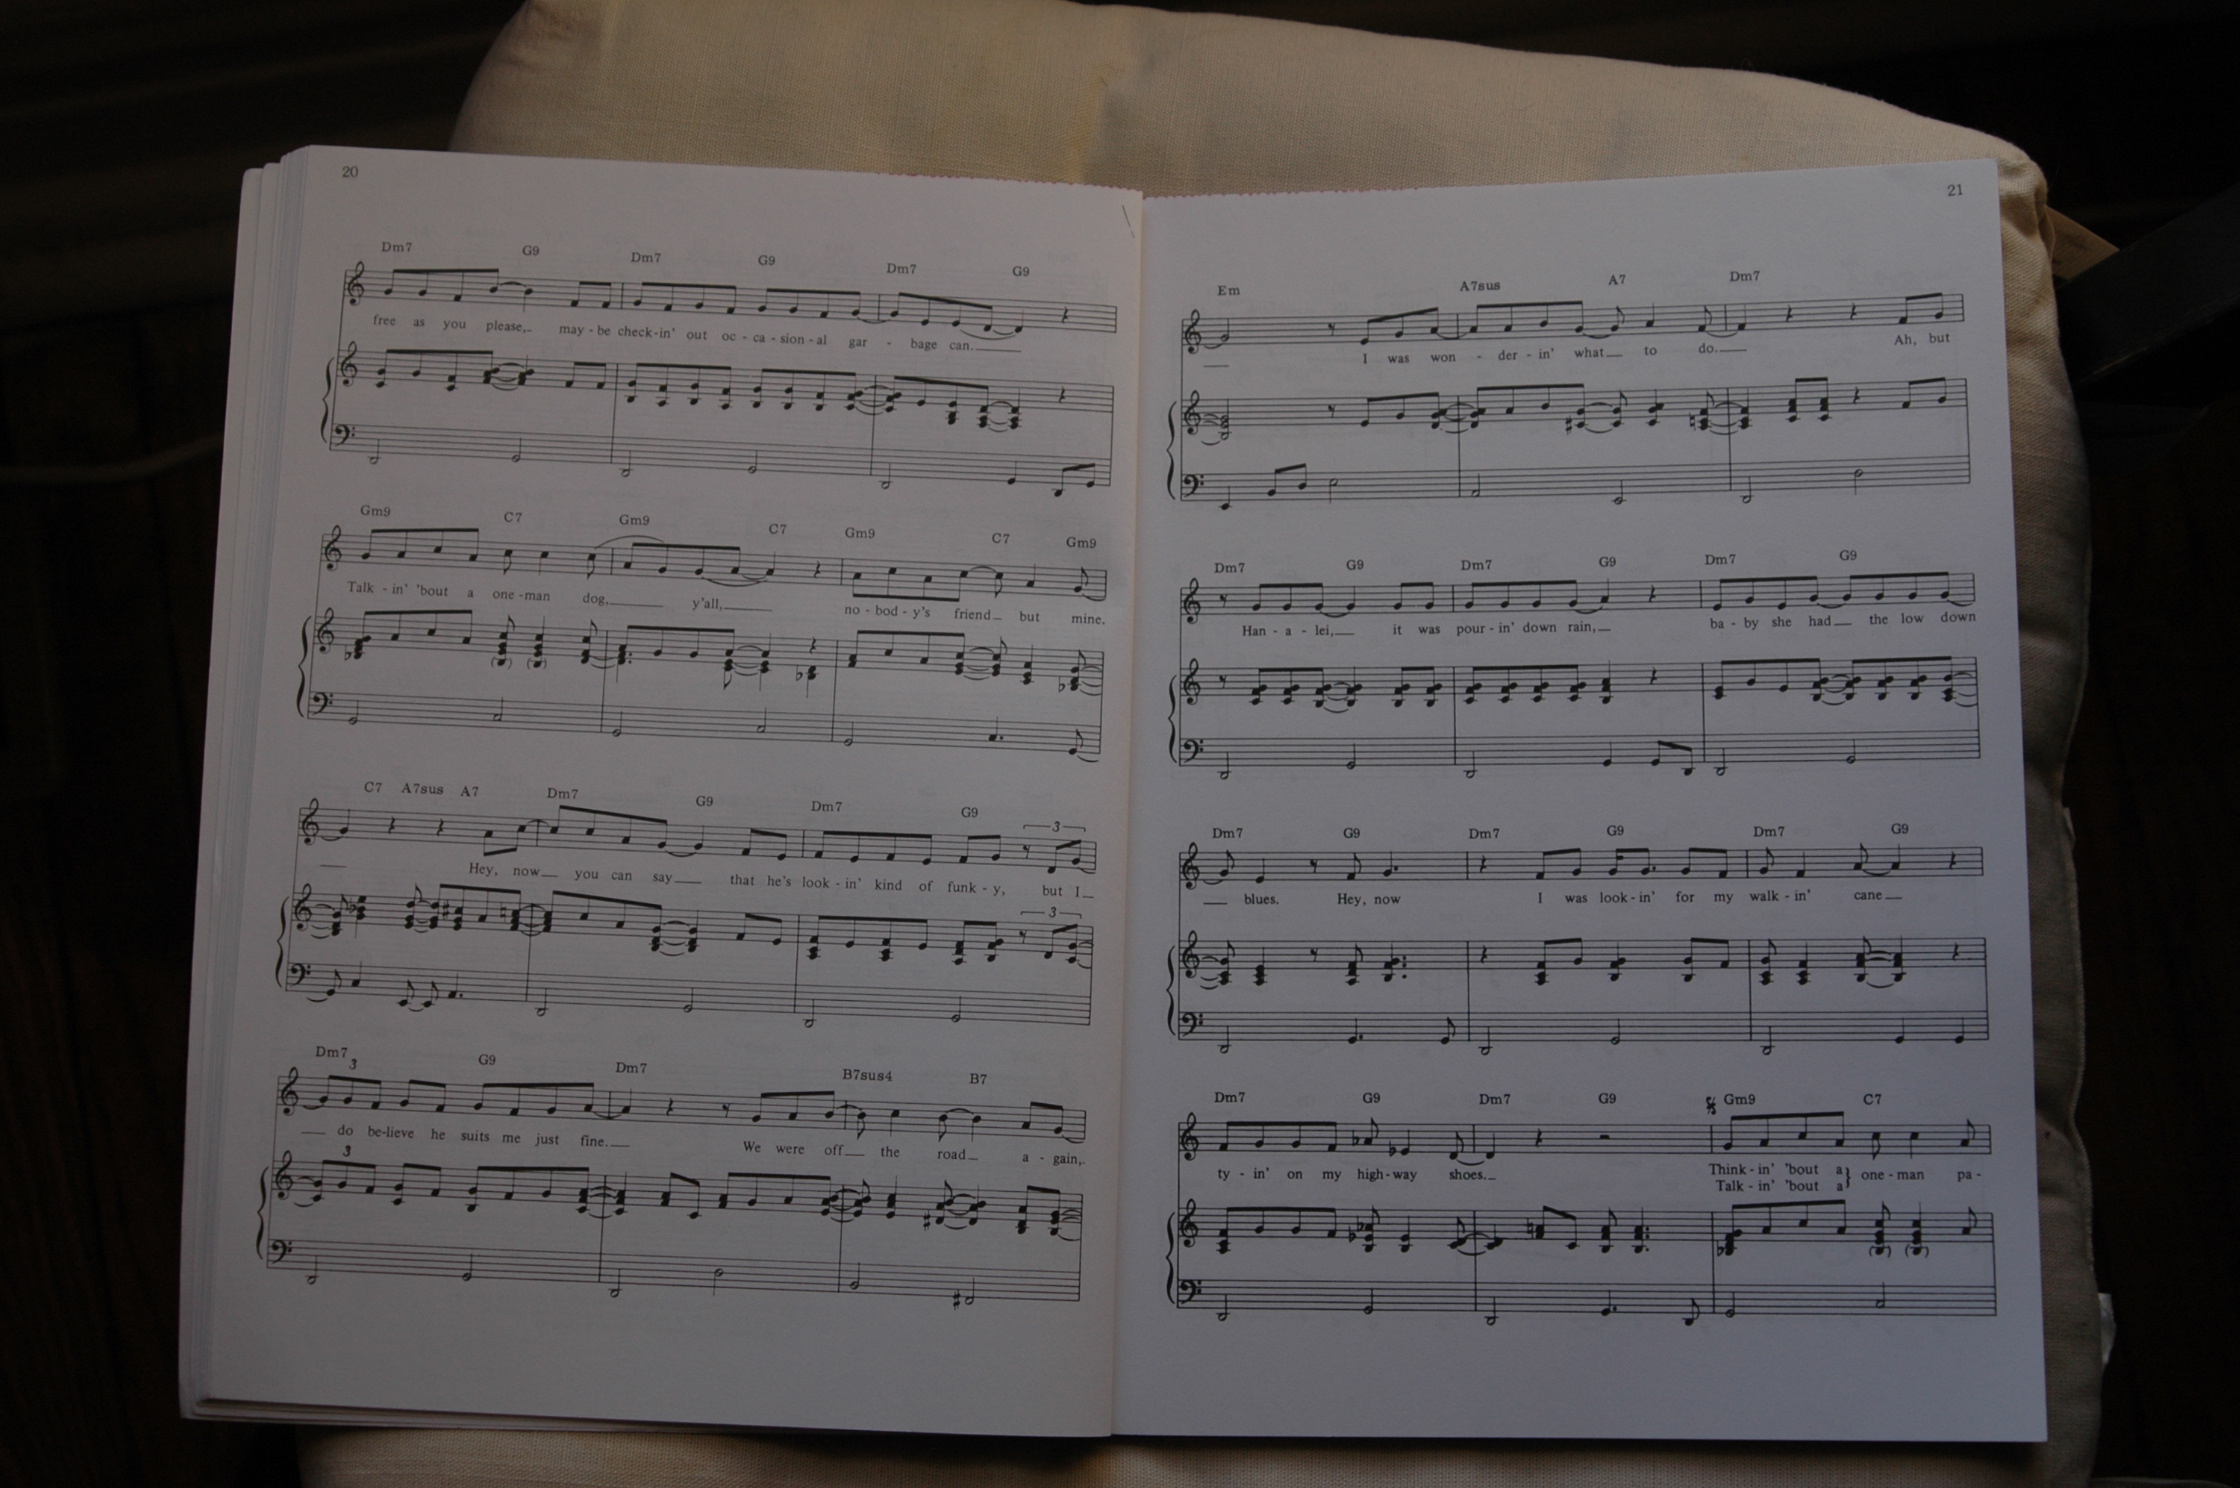 20
Dm7 G9 Dm7 G9 Dm7 G9
free as you please, may - be check-in' out oc - ca - sion - al gar - bage can.
Gm9 C7 Gm9 C7 Gm9 C7 Gm9
Talk - in' 'bout a one - man dog, y'all, no - bod - y's friend but mine.
C7 A7sus A7 Dm7 G9 Dm7 G9
3
Hey, now you can say that he's look - in' kind of funk - y, but I
3
Dm7 G9 Dm7 B7sus4 B7
3
do be-lieve he suits me just fine. We were off the road a - gain,
3
21
Em A7sus A7 Dm7
I was won - der - in' what to do. Ah, but
Dm7 G9 Dm7 G9 Dm7 G9
Han - a - lei, it was pour - in' down rain, ba - by she had the low down
Dm7 G9 Dm7 G9 Dm7 G9
blues. Hey, now I was look - in' for my walk - in' cane
Dm7 G9 Dm7 G9 Gm9 C7
ty - in' on my high - way shoes. Think - in' 'bout a } one - man pa -
Talk - in' 'bout a